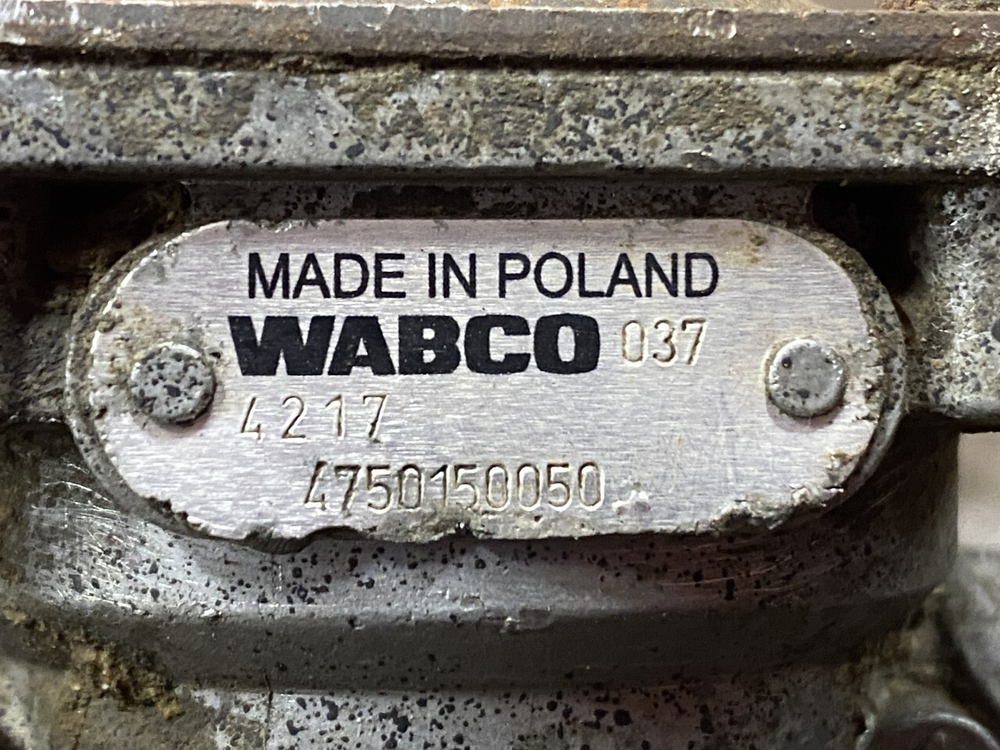 MADE IN POLAND
WABCO 037
4217
4750150050